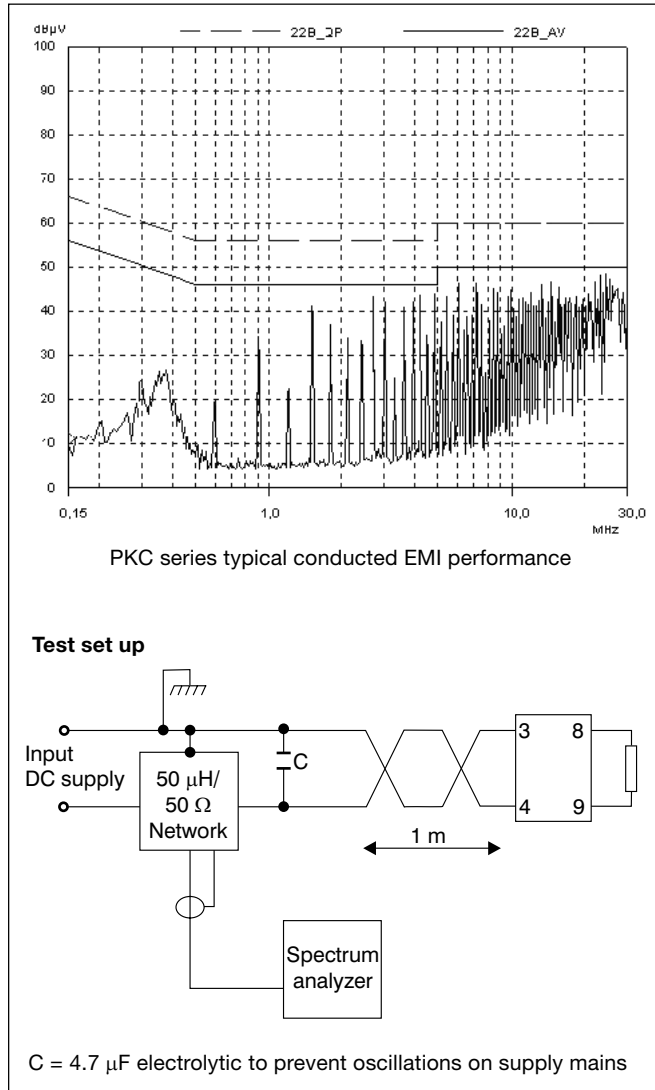 dBµV
22B_QP 22B_AV
100
90
80
70
60
50
40
30
20
10
0
0,15 1,0 10,0 30,0
MHz
PKC series typical conducted EMI performance
Test set up
Input
DC supply
50 µH/
50 Ω
Network
C
3 8
4 9
1 m
Spectrum
analyzer
C = 4.7 µF electrolytic to prevent oscillations on supply mains